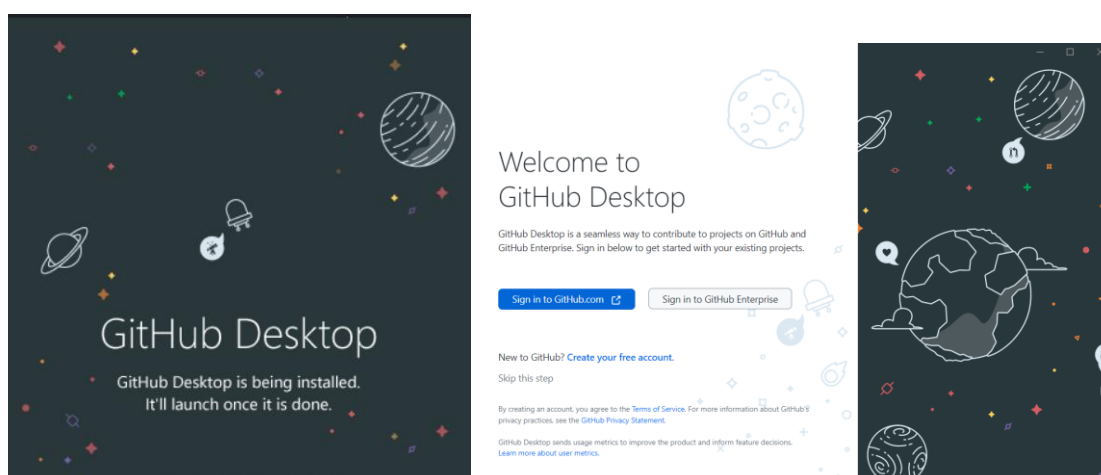 GitHub Desktop
GitHub Desktop is being installed.
It'll launch once it is done.
Welcome to
GitHub Desktop
GitHub Desktop is a seamless way to contribute to projects on GitHub and
GitHub Enterprise. Sign in below to get started with your existing projects.
Sign in to GitHub.com
Sign in to GitHub Enterprise
New to GitHub? Create your free account.
Skip this step
By creating an account, you agree to the Terms of Service. For more information about GitHub's
privacy practices, see the GitHub Privacy Statement.
GitHub Desktop sends usage metrics to improve the product and inform feature decisions.
Learn more about user metrics.